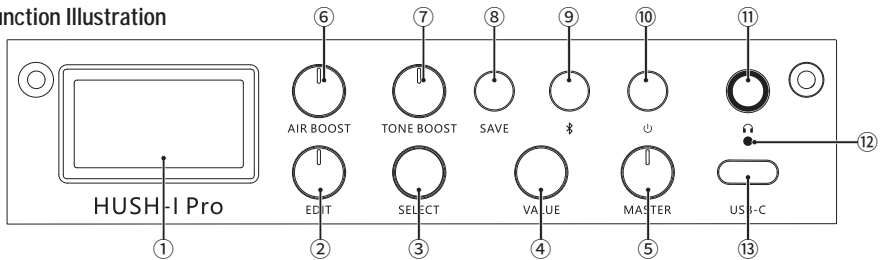 unction Illustration
⑥ ⑦ ⑧ ⑨ ⑩ ⑪
AIR BOOST TONE BOOST SAVE
⑫
HUSH-I Pro EDIT SELECT VALUE MASTER USB-C
① ② ③ ④ ⑤ ⑬